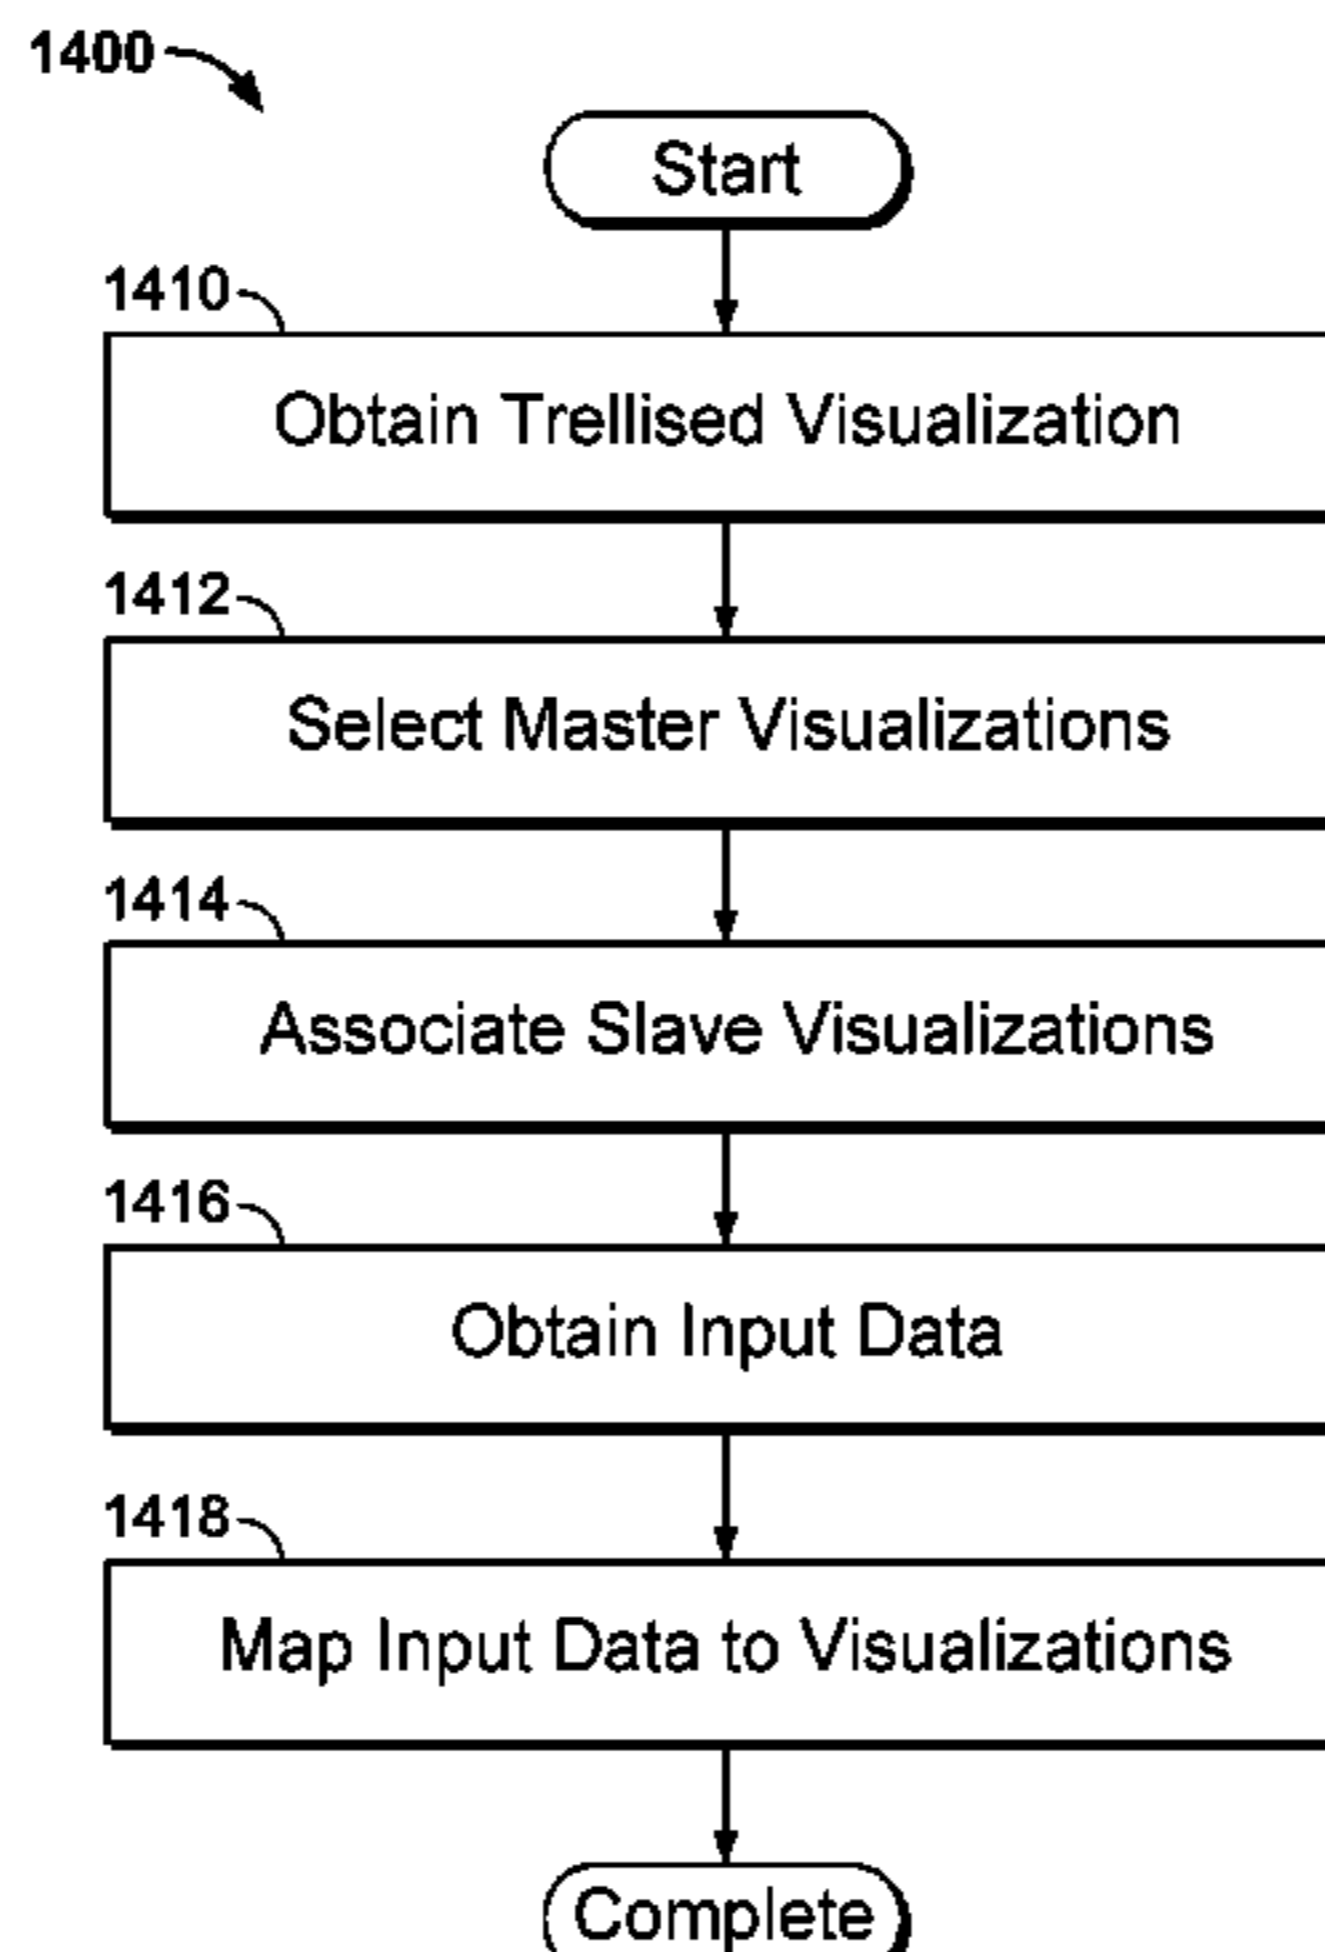 1400
Start
1410
Obtain Trellised Visualization
1412
Select Master Visualizations
1414
Associate Slave Visualizations
1416
Obtain Input Data
1418
Map Input Data to Visualizations
Complete